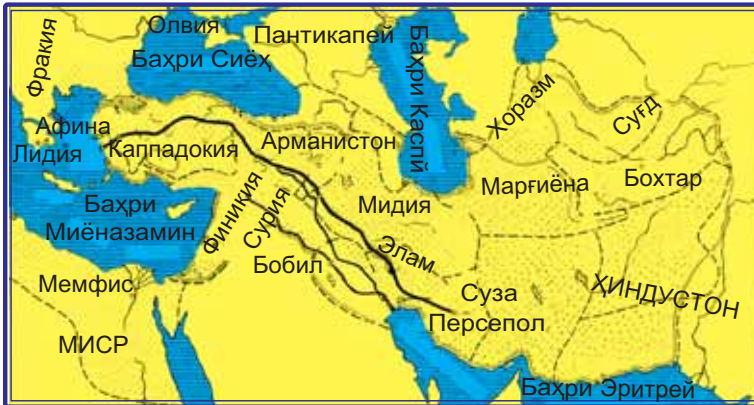 Фракия
Олвия
Пантикапей
Баҳри Сиёҳ
Баҳри Каспӣ
Хоразм
Суғд
Афина
Лидия
Каппадокия
Арманистон
Марғиёна
Бохтар
Баҳри
Миёназамин
Финикия
Сурия
Мидия
Бобил
Элам
Мемфис
Суза
ҲИНДУСТОН
Персепол
МИСР
Баҳри Эритрей